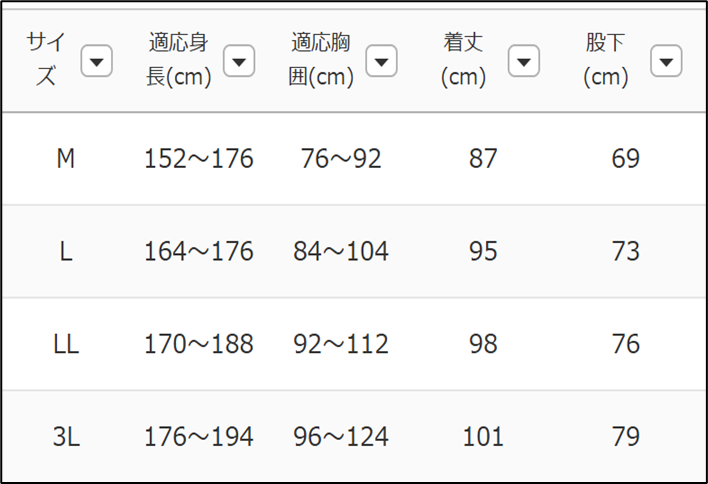 サイズ 適応身長(cm) 適応胸囲(cm) 着丈(cm) 股下(cm)
M 152～176 76～92 87 69
L 164～176 84～104 95 73
LL 170～188 92～112 98 76
3L 176～194 96～124 101 79